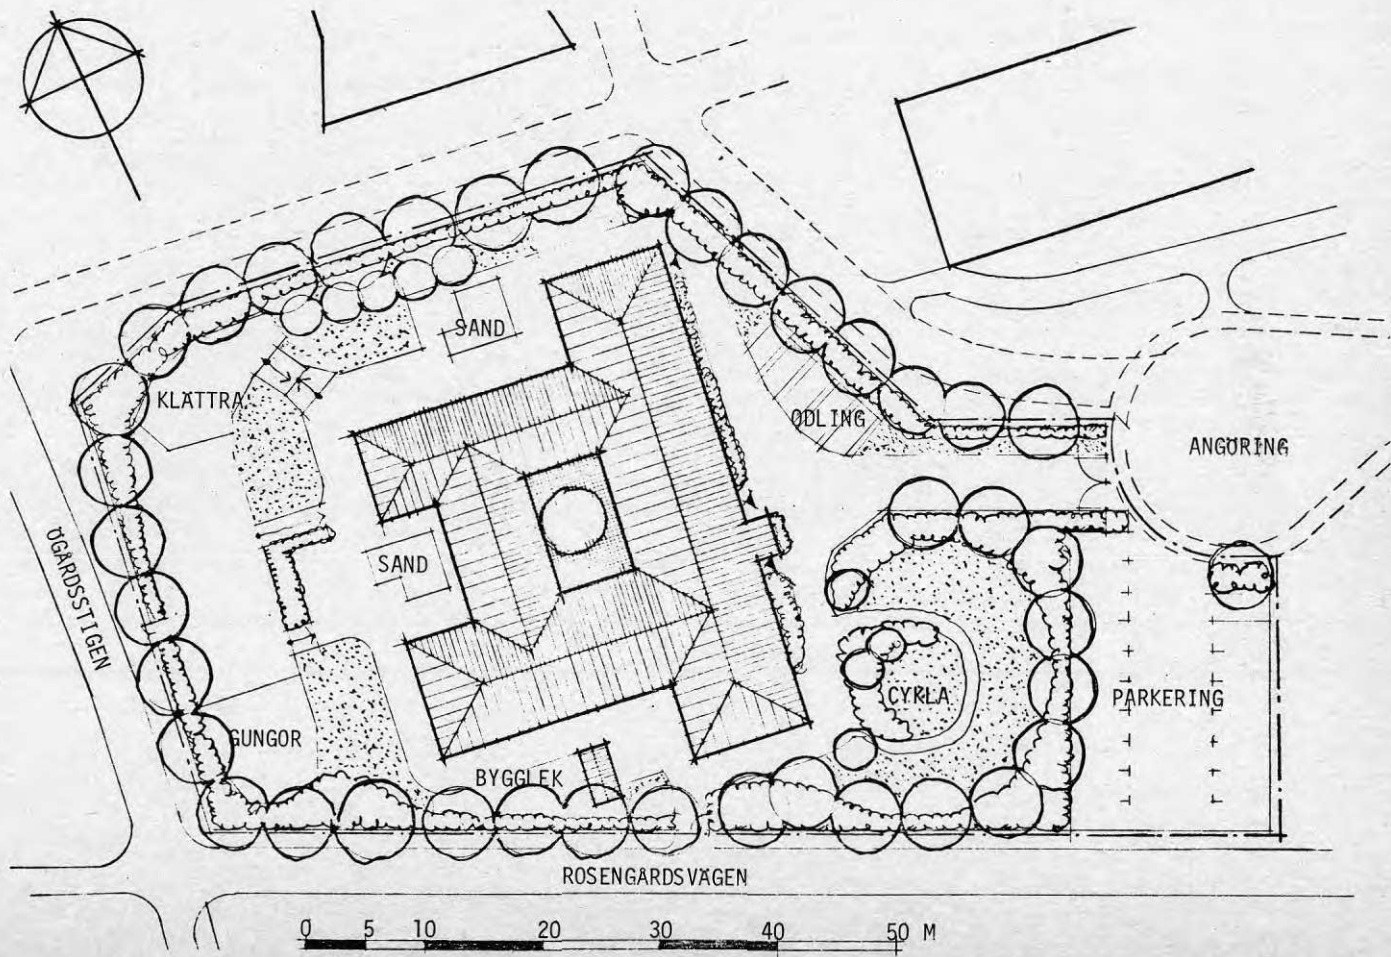 SAND
KLÄTTRA
ODLING
ANGÖRING
ÖGÅRDSSTIGEN
SAND
CYKLA
PARKERING
GUNGOR
BYGGLEK
ROSENGÅRDSVÄGEN
0 5 10 20 30 40 50 M